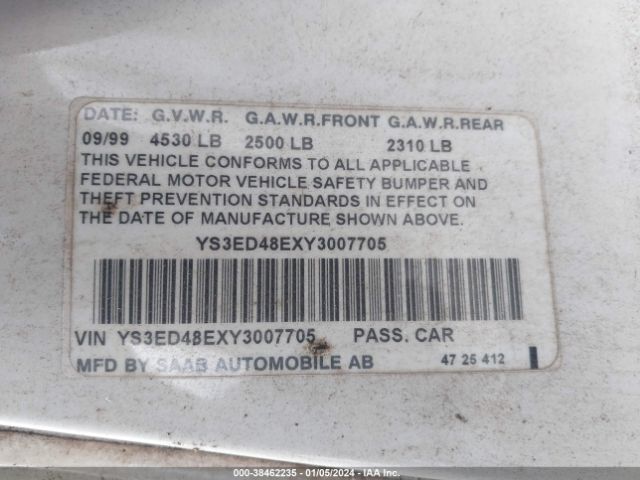 DATE: G.V.W.R. G.A.W.R.FRONT G.A.W.R.REAR
09/99 4530 LB 2500 LB 2310 LB
THIS VEHICLE CONFORMS TO ALL APPLICABLE
FEDERAL MOTOR VEHICLE SAFETY BUMPER AND
THEFT PREVENTION STANDARDS IN EFFECT ON
THE DATE OF MANUFACTURE SHOWN ABOVE.
YS3ED48EXY3007705
VIN YS3ED48EXY3007705 PASS. CAR
MFD BY SAAB AUTOMOBILE AB 47 25 412
000-38462235 - 01/05/2024 - IAA Inc.